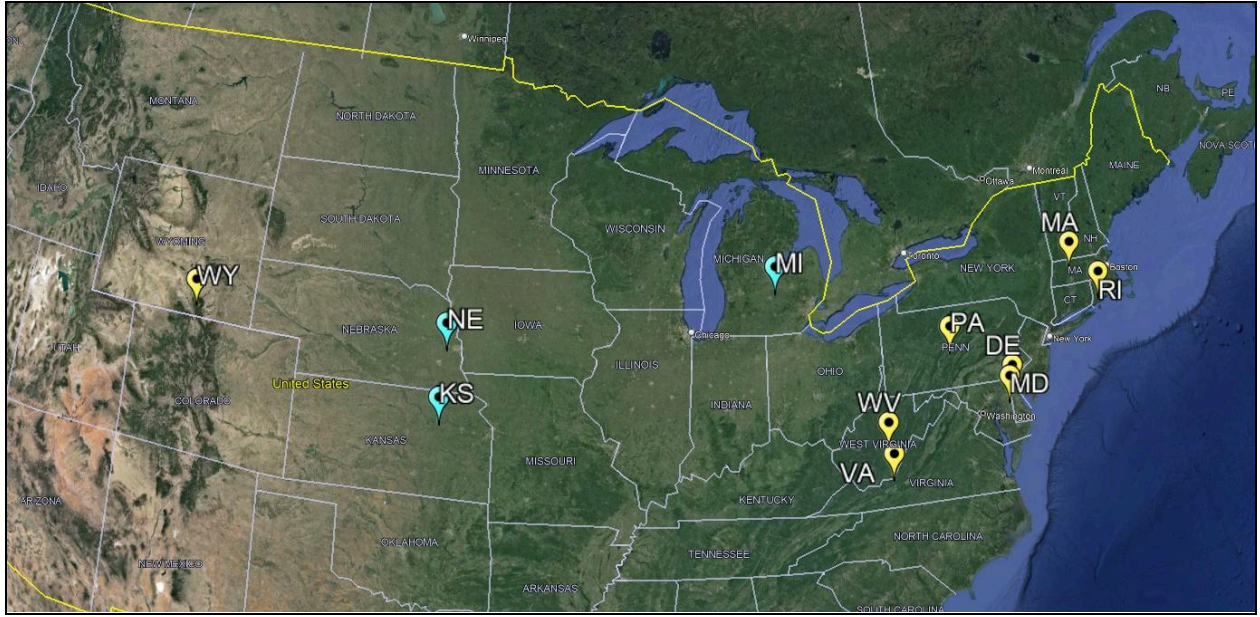 Winnipeg
ON
NB
PE
MONTANA
NORTH DAKOTA
NOVA SCOTI
MINNESOTA
Ottawa
Montreal
MAINE
IDAHO
VT
SOUTH DAKOTA
WISCONSIN
MA
NH
WYOMING
MICHIGAN
MI
Toronto
NEW YORK
MA
Boston
WY
RI
CT
NE
NEBRASKA
IOWA
Chicago
PA
PENN
New York
UTAH
ILLINOIS
OHIO
DE
United States
MD
COLORADO
KS
INDIANA
WV
Washington
KANSAS
WEST VIRGINIA
MISSOURI
VA
VIRGINIA
ARIZONA
KENTUCKY
OKLAHOMA
NORTH CAROLINA
NEW MEXICO
TENNESSEE
ARKANSAS
SOUTH CAROLINA